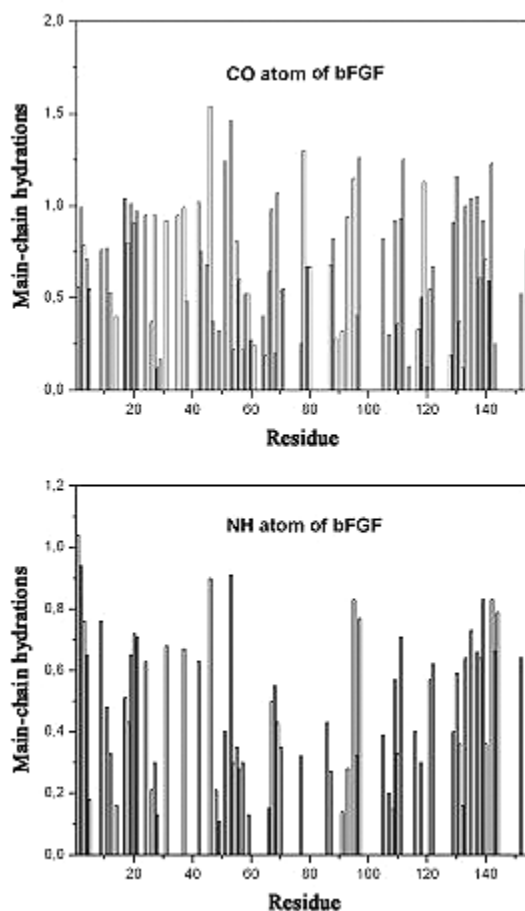 2.0
CO atom of bFGF
1.5
1.0
0.5
0,0
20 40 60 80 100 120 140
Main-chain hydrations
Residue
1,2
NH atom of bFGF
1,0
0,8
0,6
0,4
0,2
0,0
20 40 60 80 100 120 140
Main-chain hydrations
Residue